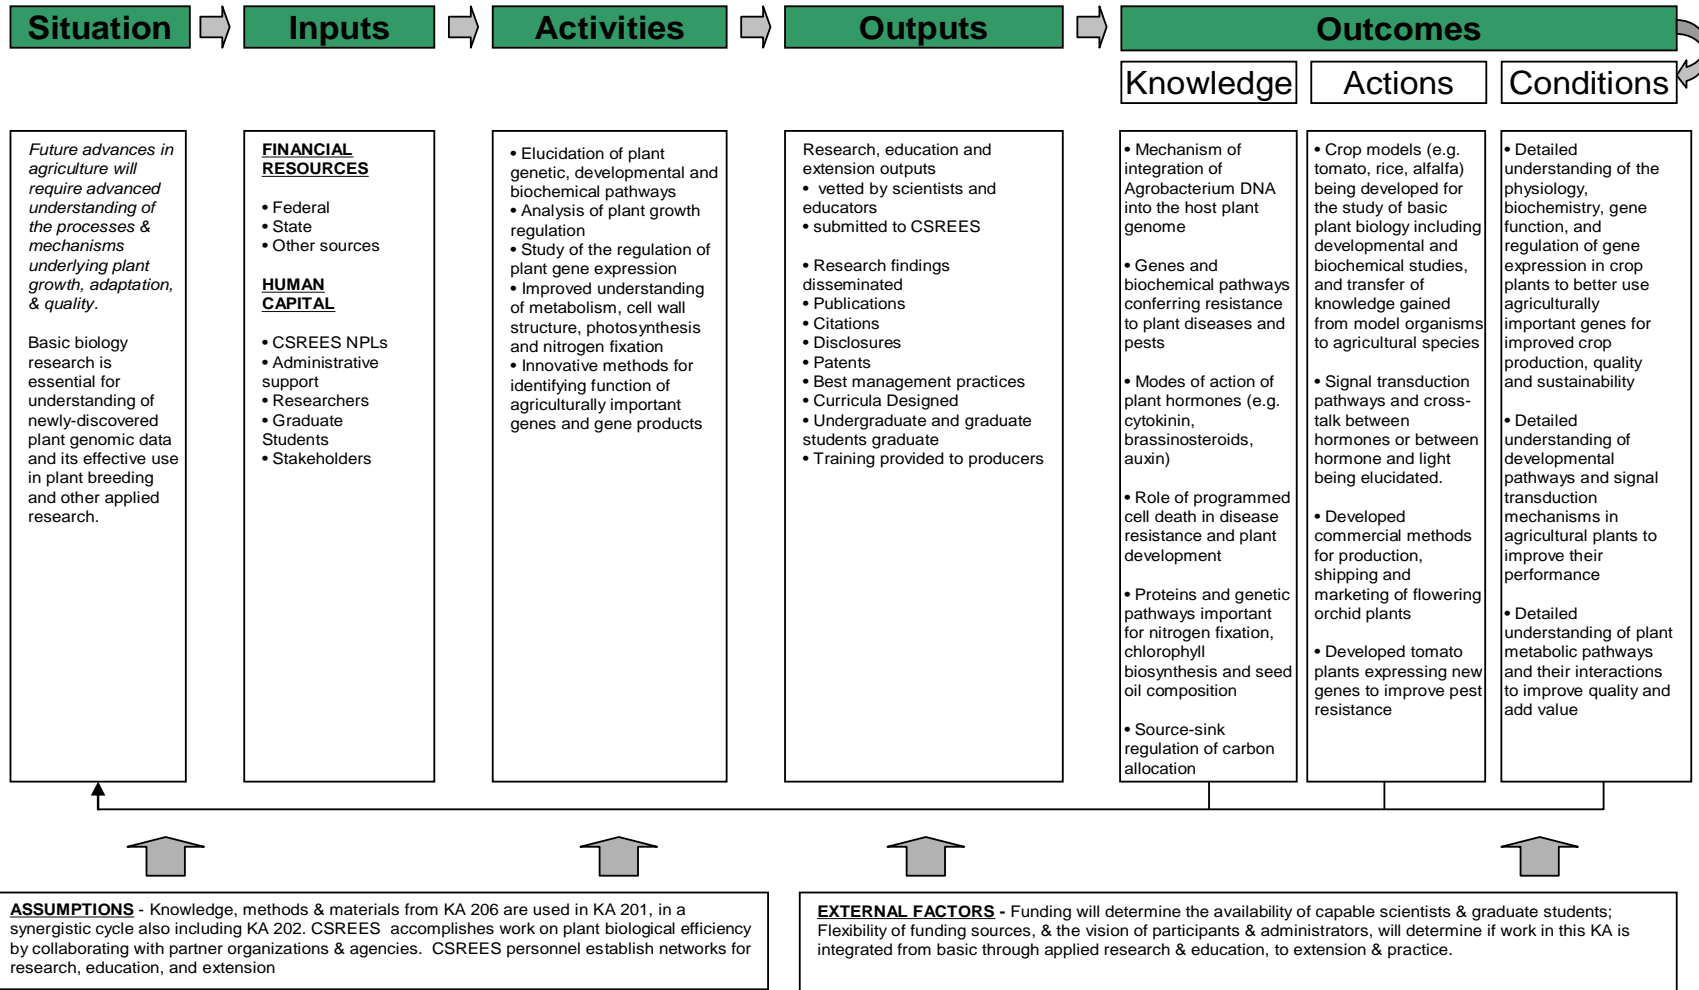 Situation
Inputs
Activities
Outputs
Outcomes
Knowledge
Actions
Conditions
Future advances in
agriculture will
require advanced
understanding of
the processes &
mechanisms
underlying plant
growth, adaptation,
& quality.
Basic biology
research is
essential for
understanding of
newly-discovered
plant genomic data
and its effective use
in plant breeding
and other applied
research.
FINANCIAL
RESOURCES
• Federal
• State
• Other sources
HUMAN
CAPITAL
• CSREES NPLs
• Administrative
support
• Researchers
• Graduate
Students
• Stakeholders
• Elucidation of plant
genetic, developmental and
biochemical pathways
• Analysis of plant growth
regulation
• Study of the regulation of
plant gene expression
• Improved understanding
of metabolism, cell wall
structure, photosynthesis
and nitrogen fixation
• Innovative methods for
identifying function of
agriculturally important
genes and gene products
Research, education and
extension outputs
• vetted by scientists and
educators
• submitted to CSREES
• Research findings
disseminated
• Publications
• Citations
• Disclosures
• Patents
• Best management practices
• Curricula Designed
• Undergraduate and graduate
students graduate
• Training provided to producers
• Mechanism of
integration of
Agrobacterium DNA
into the host plant
genome
• Genes and
biochemical pathways
conferring resistance
to plant diseases and
pests
• Modes of action of
plant hormones (e.g.
cytokinin,
brassinosteroids,
auxin)
• Role of programmed
cell death in disease
resistance and plant
development
• Proteins and genetic
pathways important
for nitrogen fixation,
chlorophyll
biosynthesis and seed
oil composition
• Source-sink
regulation of carbon
allocation
• Crop models (e.g.
tomato, rice, alfalfa)
being developed for
the study of basic
plant biology including
developmental and
biochemical studies,
and transfer of
knowledge gained
from model organisms
to agricultural species
• Signal transduction
pathways and cross-
talk between
hormones or between
hormone and light
being elucidated.
• Developed
commercial methods
for production,
shipping and
marketing of flowering
orchid plants
• Developed tomato
plants expressing new
genes to improve pest
resistance
• Detailed
understanding of the
physiology,
biochemistry, gene
function, and
regulation of gene
expression in crop
plants to better use
agriculturally
important genes for
improved crop
production, quality
and sustainability
• Detailed
understanding of
developmental
pathways and signal
transduction
mechanisms in
agricultural plants to
improve their
performance
• Detailed
understanding of plant
metabolic pathways
and their interactions
to improve quality and
add value
ASSUMPTIONS - Knowledge, methods & materials from KA 206 are used in KA 201, in a
synergistic cycle also including KA 202. CSREES accomplishes work on plant biological efficiency
by collaborating with partner organizations & agencies. CSREES personnel establish networks for
research, education, and extension
EXTERNAL FACTORS - Funding will determine the availability of capable scientists & graduate students;
Flexibility of funding sources, & the vision of participants & administrators, will determine if work in this KA is
integrated from basic through applied research & education, to extension & practice.